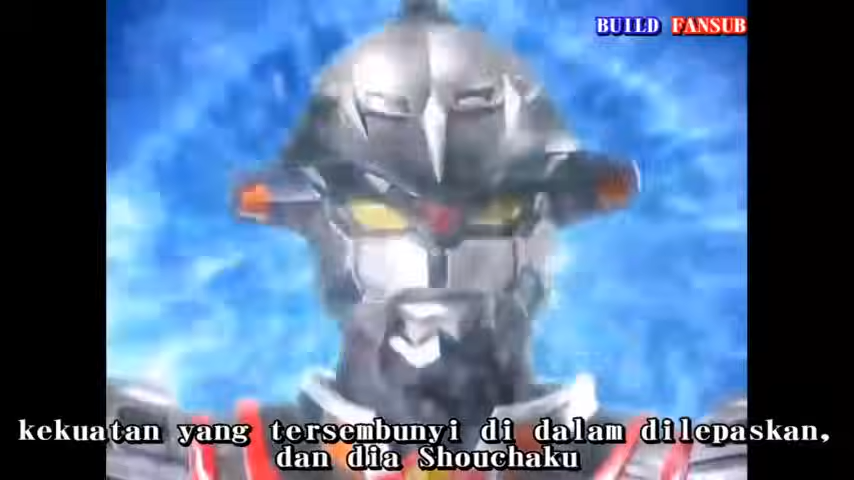 BUILD FANSUB
kekuatan yang tersembunyi di dalam dilepaskan,
dan dia Shouchaku